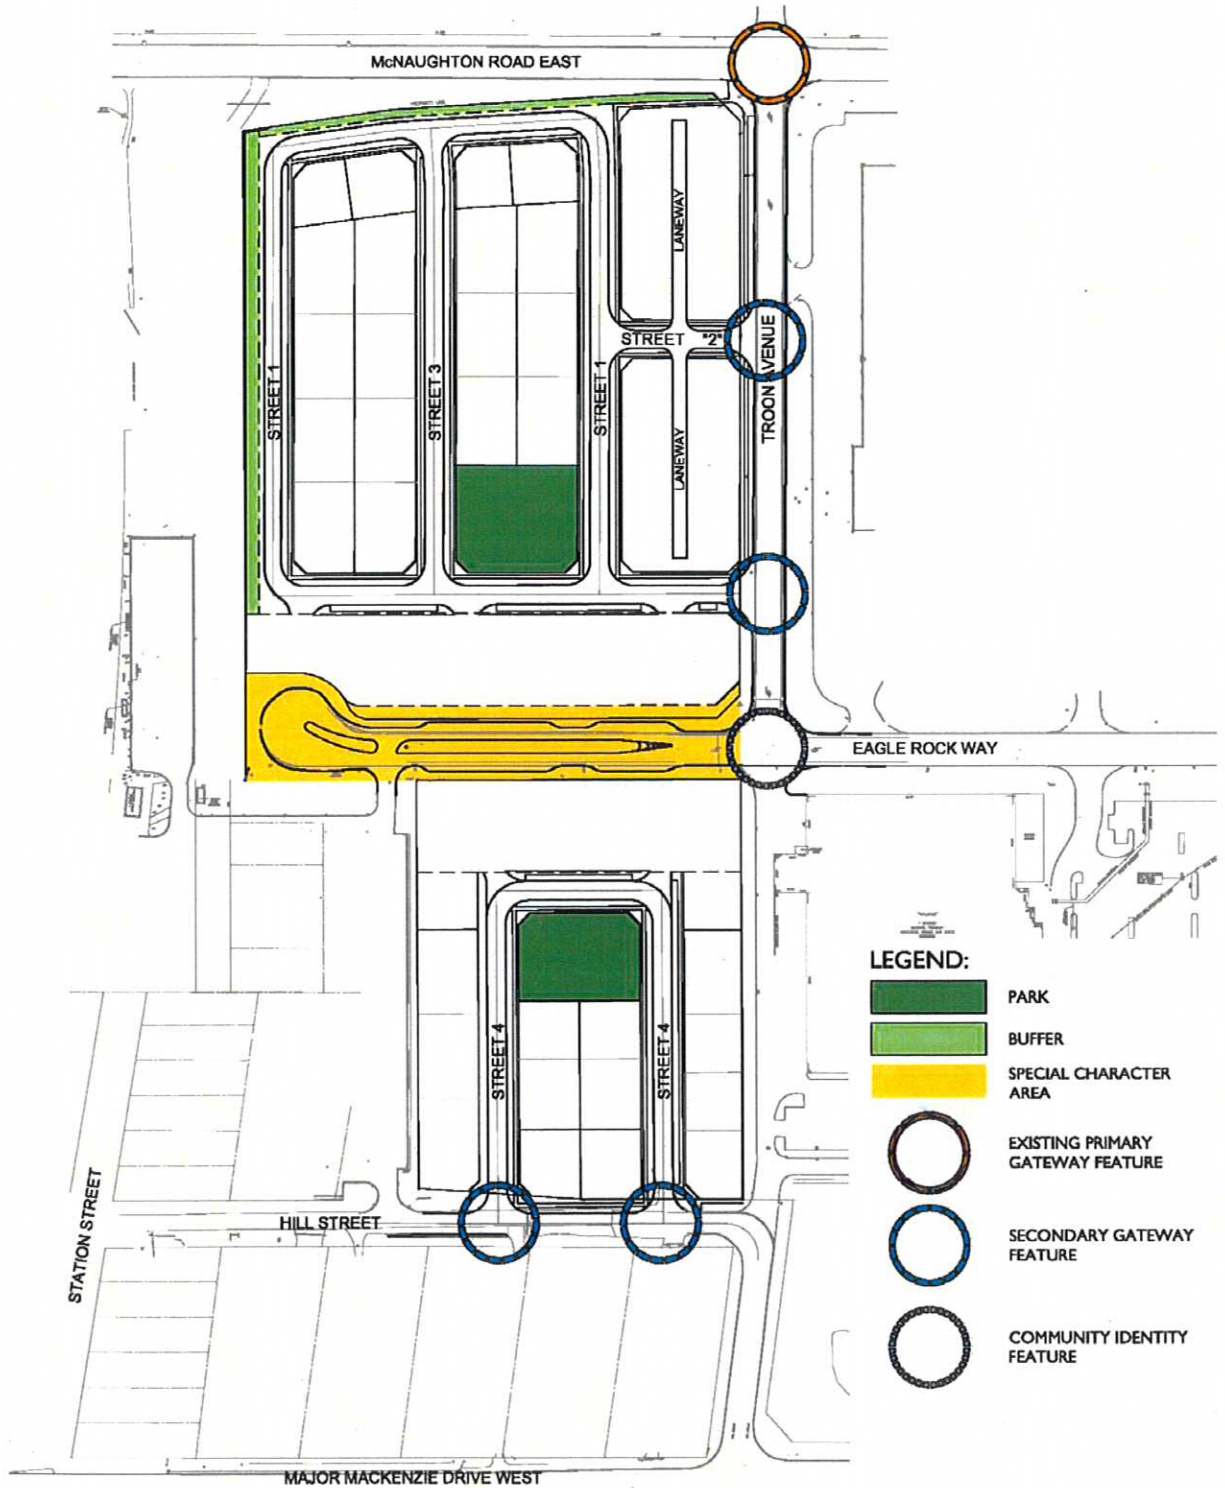 McNAUGHTON ROAD EAST
PROPERTY LINE
LANEWAY
STREET "2"
TROON AVENUE
STREET 1
STREET 3
STREET 1
LANEWAY
EAGLE ROCK WAY
STREET 4
STREET 4
STATION STREET
HILL STREET
MAJOR MACKENZIE DRIVE WEST
LEGEND:
PARK
BUFFER
SPECIAL CHARACTER
AREA
EXISTING PRIMARY
GATEWAY FEATURE
SECONDARY GATEWAY
FEATURE
COMMUNITY IDENTITY
FEATURE